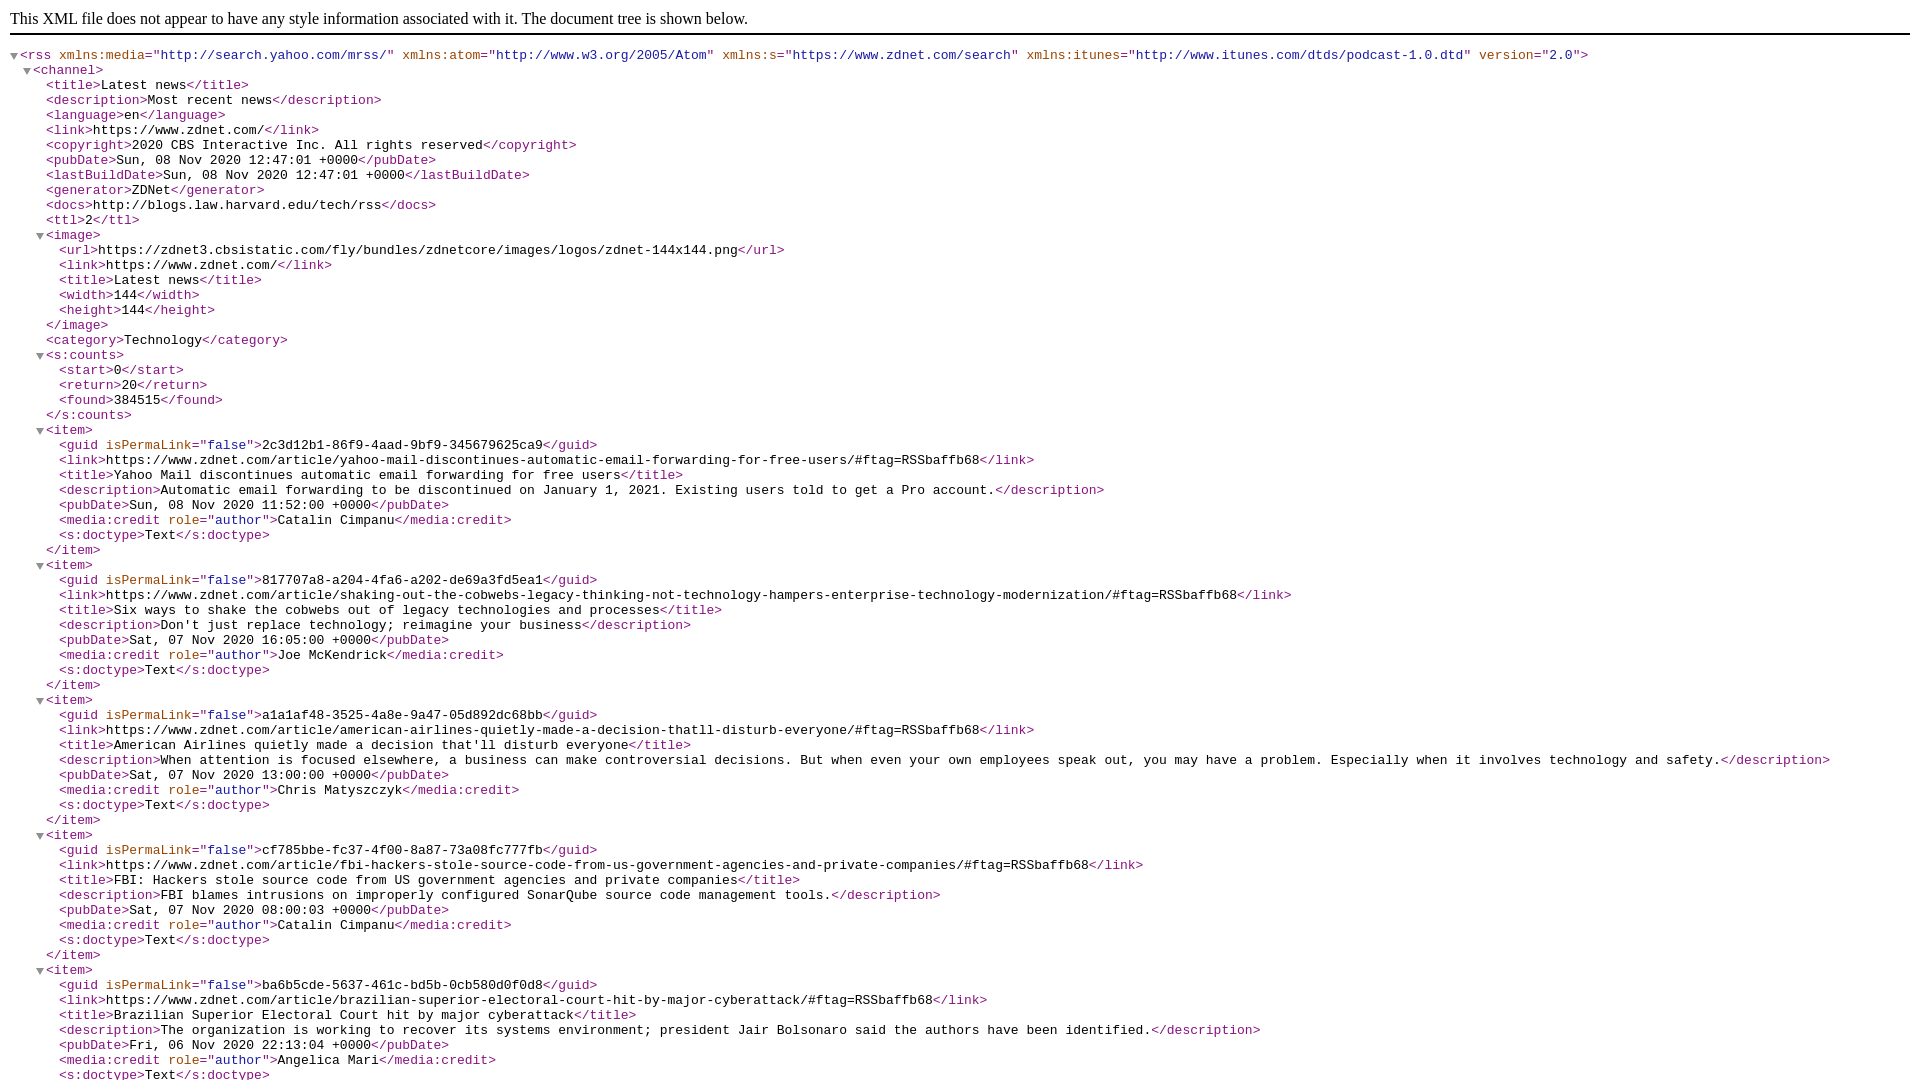 This XML file does not appear to have any style information associated with it. The document tree is shown below.
<rss xmlns:media="http://search.yahoo.com/mrss/" xmlns:atom="http://www.w3.org/2005/Atom" xmlns:s="https://www.zdnet.com/search" xmlns:itunes="http://www.itunes.com/dtds/podcast-1.0.dtd" version="2.0">
<channel>
<title>Latest news</title>
<description>Most recent news</description>
<language>en</language>
<link>https://www.zdnet.com/</link>
<copyright>2020 CBS Interactive Inc. All rights reserved</copyright>
<pubDate>Sun, 08 Nov 2020 12:47:01 +0000</pubDate>
<lastBuildDate>Sun, 08 Nov 2020 12:47:01 +0000</lastBuildDate>
<generator>ZDNet</generator>
<docs>http://blogs.law.harvard.edu/tech/rss</docs>
<ttl>2</ttl>
<image>
<url>https://zdnet3.cbsistatic.com/fly/bundles/zdnetcore/images/logos/zdnet-144x144.png</url>
<link>https://www.zdnet.com/</link>
<title>Latest news</title>
<width>144</width>
<height>144</height>
</image>
<category>Technology</category>
<s:counts>
<start>0</start>
<return>20</return>
<found>384515</found>
</s:counts>
<item>
<guid isPermaLink="false">2c3d12b1-86f9-4aad-9bf9-345679625ca9</guid>
<link>https://www.zdnet.com/article/yahoo-mail-discontinues-automatic-email-forwarding-for-free-users/#ftag=RSSbaffb68</link>
<title>Yahoo Mail discontinues automatic email forwarding for free users</title>
<description>Automatic email forwarding to be discontinued on January 1, 2021. Existing users told to get a Pro account.</description>
<pubDate>Sun, 08 Nov 2020 11:52:00 +0000</pubDate>
<media:credit role="author">Catalin Cimpanu</media:credit>
<s:doctype>Text</s:doctype>
</item>
<item>
<guid isPermaLink="false">817707a8-a204-4fa6-a202-de69a3fd5ea1</guid>
<link>https://www.zdnet.com/article/shaking-out-the-cobwebs-legacy-thinking-not-technology-hampers-enterprise-technology-modernization/#ftag=RSSbaffb68</link>
<title>Six ways to shake the cobwebs out of legacy technologies and processes</title>
<description>Don't just replace technology; reimagine your business</description>
<pubDate>Sat, 07 Nov 2020 16:05:00 +0000</pubDate>
<media:credit role="author">Joe McKendrick</media:credit>
<s:doctype>Text</s:doctype>
</item>
<item>
<guid isPermaLink="false">a1a1af48-3525-4a8e-9a47-05d892dc68bb</guid>
<link>https://www.zdnet.com/article/american-airlines-quietly-made-a-decision-thatll-disturb-everyone/#ftag=RSSbaffb68</link>
<title>American Airlines quietly made a decision that'll disturb everyone</title>
<description>When attention is focused elsewhere, a business can make controversial decisions. But when even your own employees speak out, you may have a problem. Especially when it involves technology and safety.</description>
<pubDate>Sat, 07 Nov 2020 13:00:00 +0000</pubDate>
<media:credit role="author">Chris Matyszczyk</media:credit>
<s:doctype>Text</s:doctype>
</item>
<item>
<guid isPermaLink="false">cf785bbe-fc37-4f00-8a87-73a08fc777fb</guid>
<link>https://www.zdnet.com/article/fbi-hackers-stole-source-code-from-us-government-agencies-and-private-companies/#ftag=RSSbaffb68</link>
<title>FBI: Hackers stole source code from US government agencies and private companies</title>
<description>FBI blames intrusions on improperly configured SonarQube source code management tools.</description>
<pubDate>Sat, 07 Nov 2020 08:00:03 +0000</pubDate>
<media:credit role="author">Catalin Cimpanu</media:credit>
<s:doctype>Text</s:doctype>
</item>
<item>
<guid isPermaLink="false">ba6b5cde-5637-461c-bd5b-0cb580d0f0d8</guid>
<link>https://www.zdnet.com/article/brazilian-superior-electoral-court-hit-by-major-cyberattack/#ftag=RSSbaffb68</link>
<title>Brazilian Superior Electoral Court hit by major cyberattack</title>
<description>The organization is working to recover its systems environment; president Jair Bolsonaro said the authors have been identified.</description>
<pubDate>Fri, 06 Nov 2020 22:13:04 +0000</pubDate>
<media:credit role="author">Angelica Mari</media:credit>
<s:doctype>Text</s:doctype>